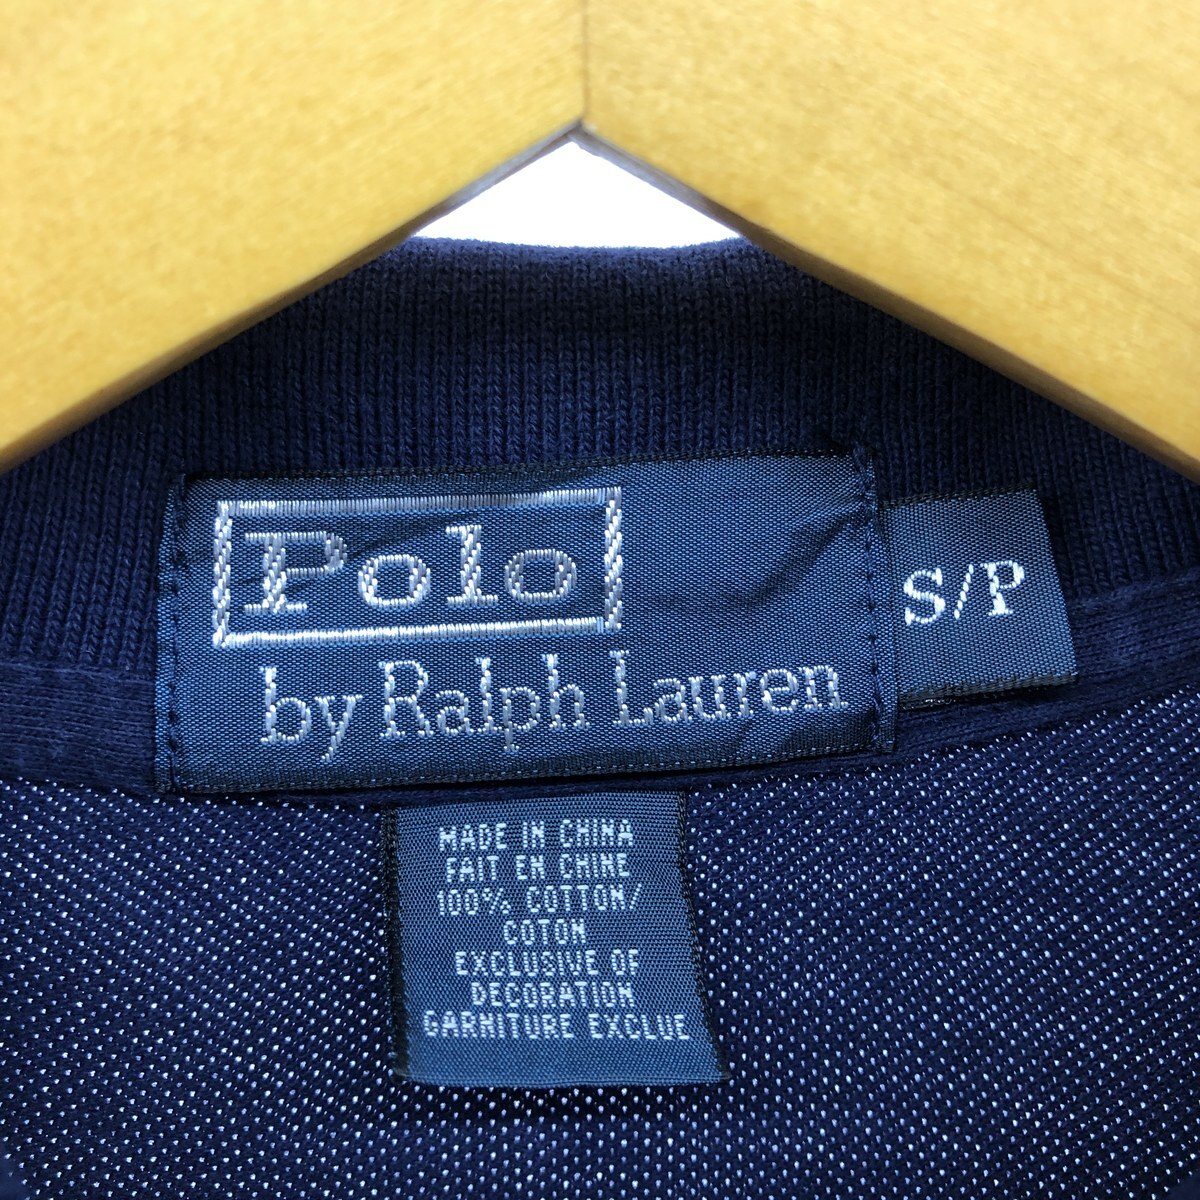 Polo
by Ralph Lauren
S/P
MADE IN CHINA
FAIT EN CHINE
100% COTTON/
COTON
EXCLUSIVE OF
DECORATION
GARNITURE EXCLUE